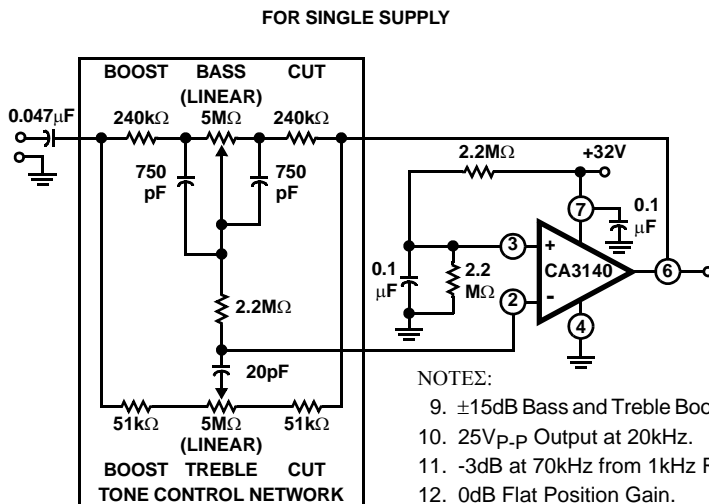 FOR SINGLE SUPPLY
BOOST BASS CUT
(LINEAR)
0.047μF
240kΩ 5MΩ 240kΩ
750
pF
750
pF
2.2MΩ
+32V
7
0.1
μF
3
+
CA3140
6
0.1
μF
2.2
MΩ
2
-
4
2.2MΩ
20pF
51kΩ 5MΩ 51kΩ
(LINEAR)
BOOST TREBLE CUT
TONE CONTROL NETWORK
ΝΟΤΕΣ:
9. ±15dB Bass and Treble Boo
10. 25VP-P Output at 20kHz.
11. -3dB at 70kHz from 1kHz F
12. 0dB Flat Position Gain.